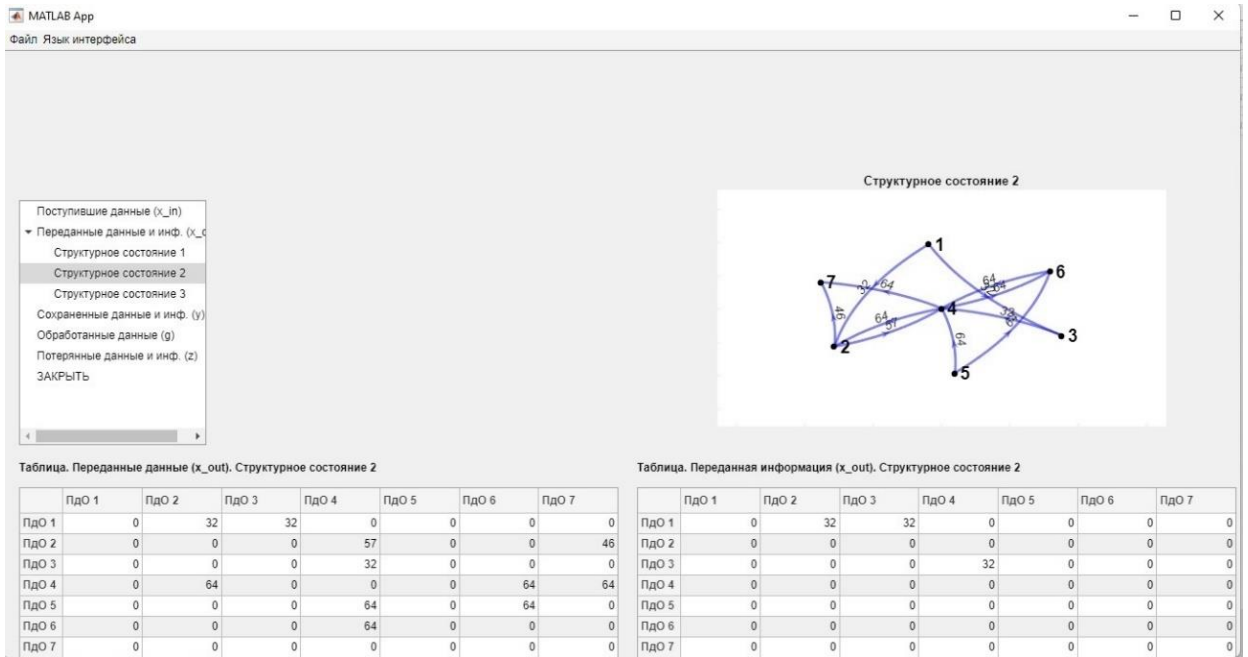 MATLAB App
Файл Язык интерфейса
Структурное состояние 2
Поступившие данные (x_in)
Переданные данные и инф. (x_o
Структурное состояние 1
Структурное состояние 2
Структурное состояние 3
Сохраненные данные и инф. (y)
Обработанные данные (g)
Потерянные данные и инф. (z)
ЗАКРЫТЬ
1
6
64
64
7
32
64
4
46
64
57
32
3
2
64
5
Таблица. Переданные данные (x_out). Структурное состояние 2
ПдО 1 ПдО 2 ПдО 3 ПдО 4 ПдО 5 ПдО 6 ПдО 7
ПдО 1 0 32 32 0 0 0 0
ПдО 2 0 0 0 57 0 0 46
ПдО 3 0 0 0 32 0 0 0
ПдО 4 0 64 0 0 0 64 64
ПдО 5 0 0 0 64 0 64 0
ПдО 6 0 0 0 64 0 0 0
ПдО 7 0 0 0 0 0 0 0
Таблица. Переданная информация (x_out). Структурное состояние 2
ПдО 1 ПдО 2 ПдО 3 ПдО 4 ПдО 5 ПдО 6 ПдО 7
ПдО 1 0 32 32 0 0 0 0
ПдО 2 0 0 0 0 0 0 0
ПдО 3 0 0 0 32 0 0 0
ПдО 4 0 0 0 0 0 0 0
ПдО 5 0 0 0 0 0 0 0
ПдО 6 0 0 0 0 0 0 0
ПдО 7 0 0 0 0 0 0 0